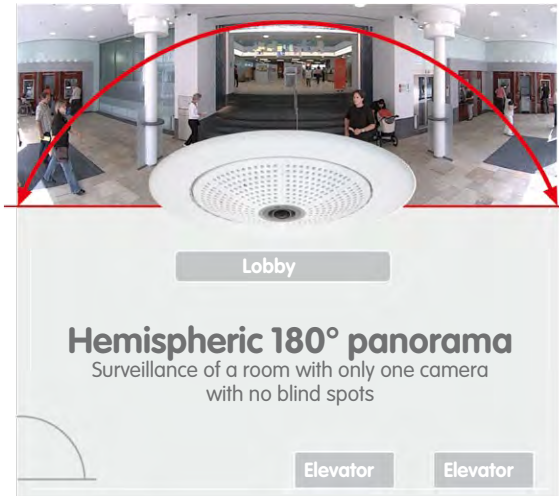 Lobby
Hemispheric 180° panorama
Surveillance of a room with only one camera
with no blind spots
Elevator Elevator